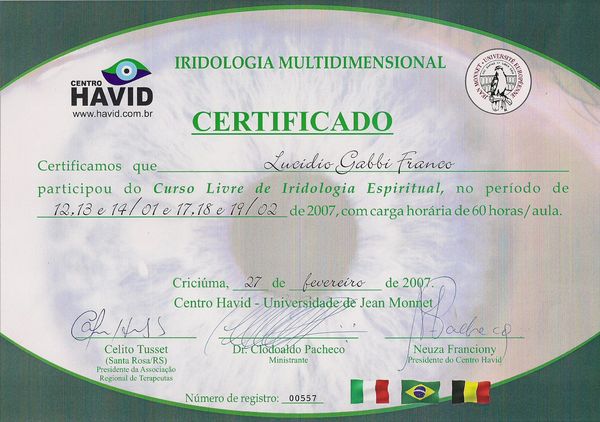 IRIDOLOGIA MULTIDIMENSIONAL
CENTRO
HAVID
www.havid.com.br
JEAN MONNET - UNIVERSITÉ EUROPÉENNE
CERTIFICADO
Certificamos que Lucidio Gabbi Franco
participou do Curso Livre de Iridologia Espiritual, no período de
12,13 e 14/01 e 17,18 e 19/02 de 2007, com carga horária de 60 horas/aula.
Criciúma, 27 de fevereiro de 2007.
Centro Havid - Universidade de Jean Monnet
Celito Tusset
(Santa Rosa/RS)
Presidente da Associação
Regional de Terapeutas
Dr. Clodoaldo Pacheco
Ministrante
Neuza Franciony
Presidente do Centro Havid
Número de registro: 00557